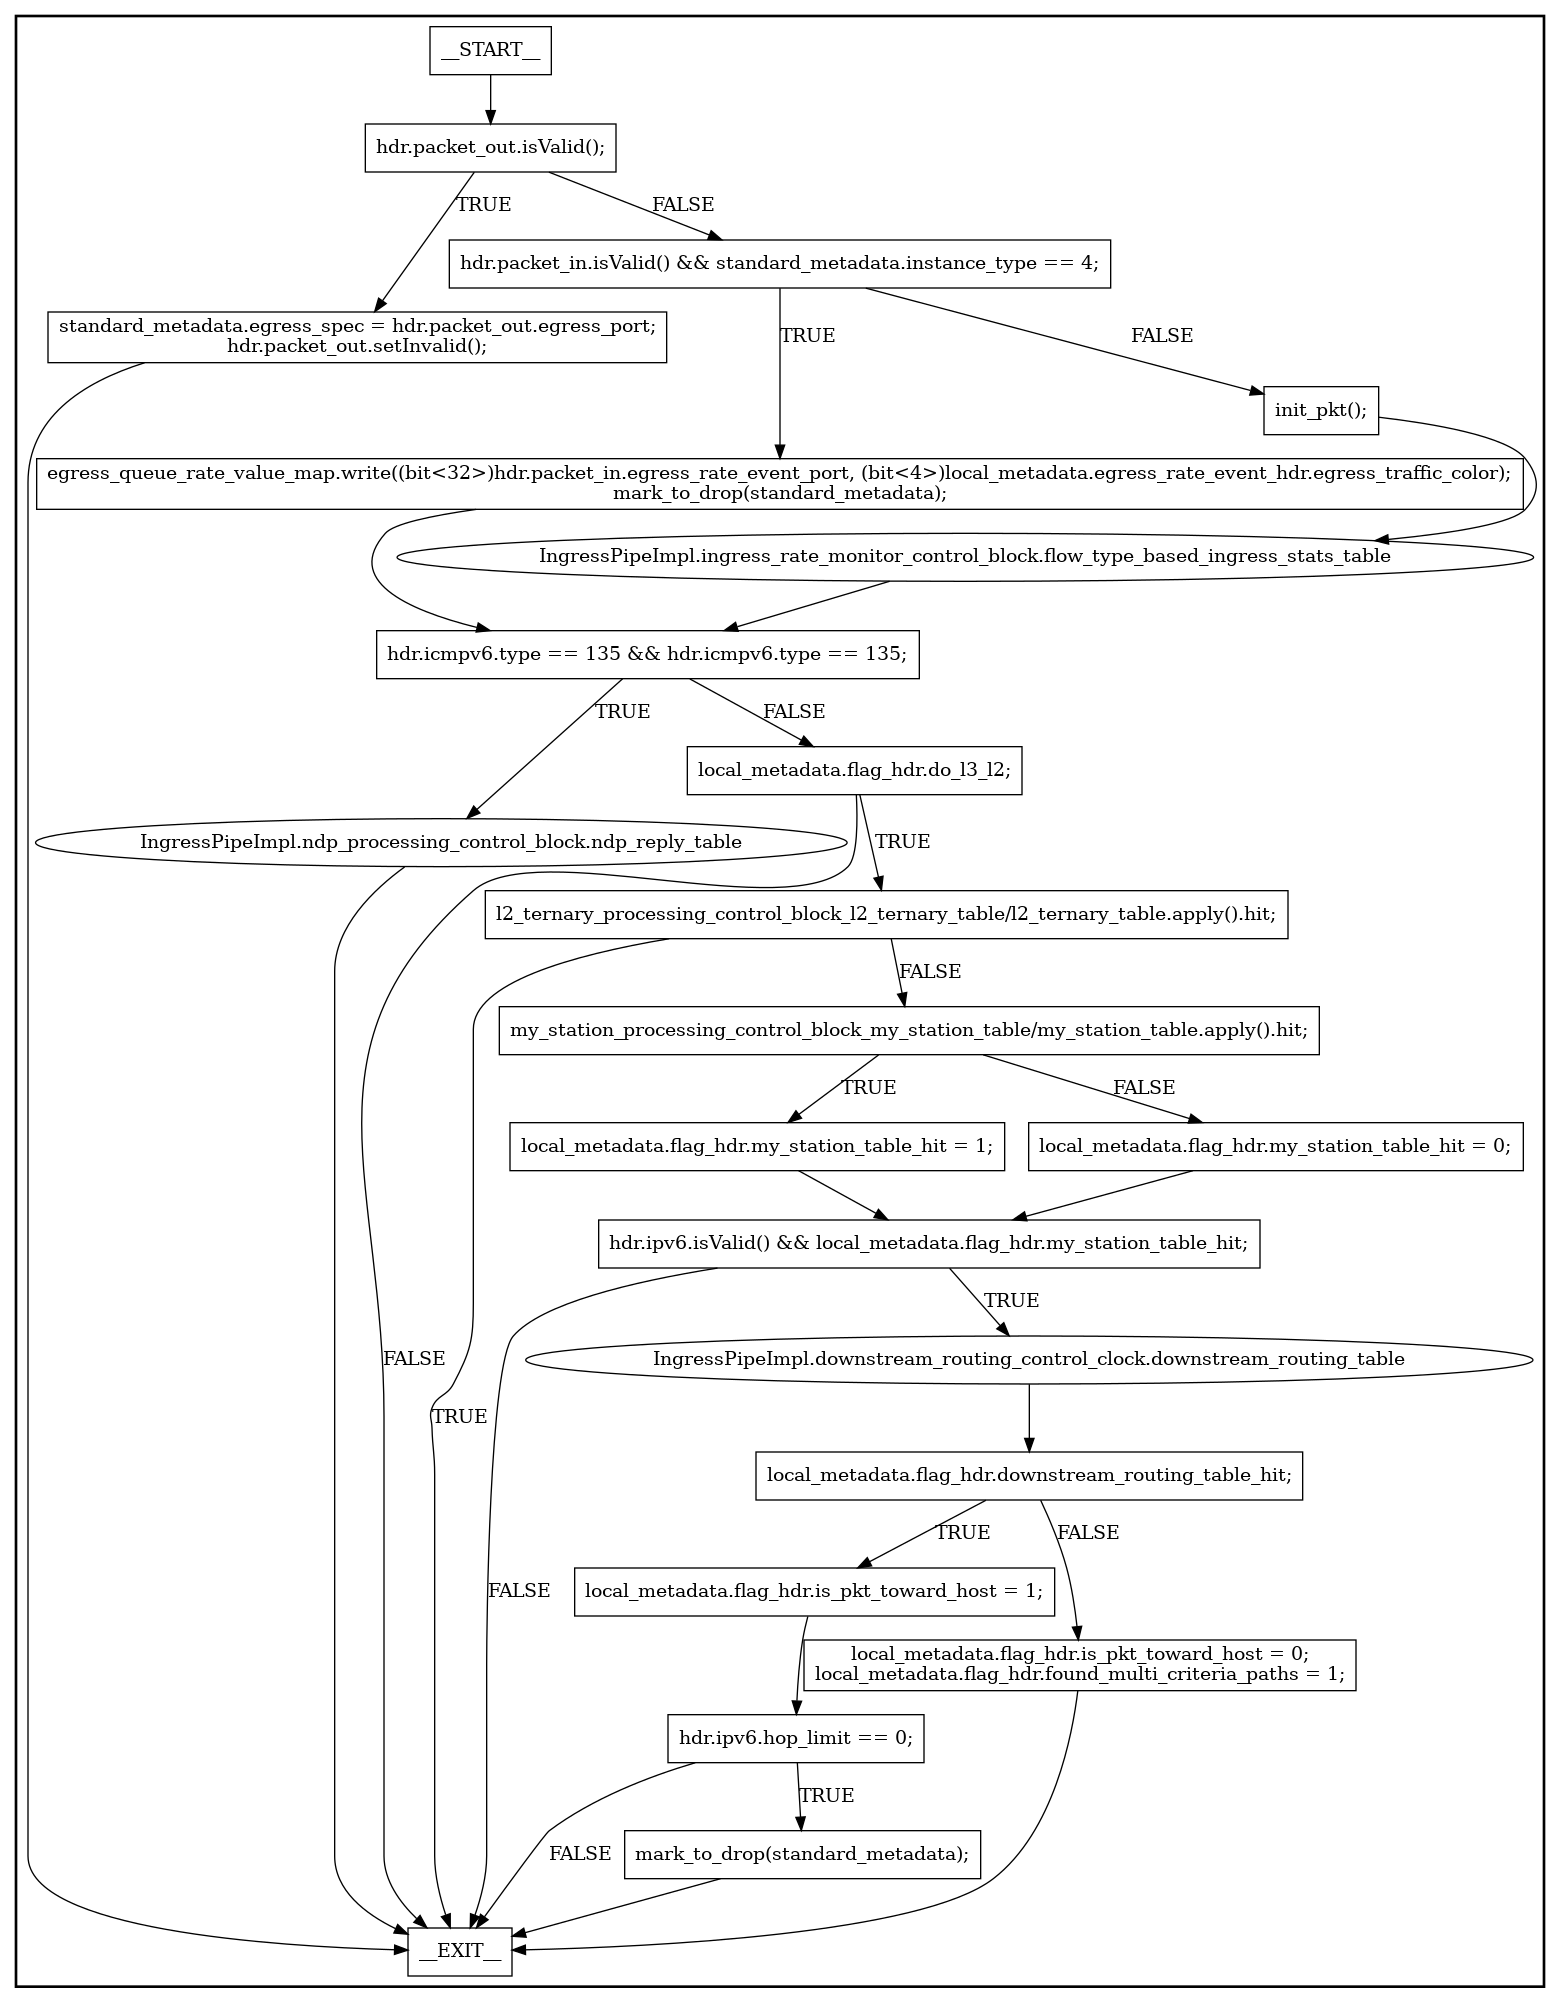 __START__
hdr.packet_out.isValid();
TRUE
FALSE
hdr.packet_in.isValid() && standard_metadata.instance_type == 4;
standard_metadata.egress_spec = hdr.packet_out.egress_port;
hdr.packet_out.setInvalid();
TRUE
FALSE
init_pkt();
egress_queue_rate_value_map.write((bit<32>)hdr.packet_in.egress_rate_event_port, (bit<4>)local_metadata.egress_rate_event_hdr.egress_traffic_color);
mark_to_drop(standard_metadata);
IngressPipeImpl.ingress_rate_monitor_control_block.flow_type_based_ingress_stats_table
hdr.icmpv6.type == 135 && hdr.icmpv6.type == 135;
TRUE
FALSE
local_metadata.flag_hdr.do_l3_l2;
IngressPipeImpl.ndp_processing_control_block.ndp_reply_table
TRUE
l2_ternary_processing_control_block_l2_ternary_table/l2_ternary_table.apply().hit;
FALSE
my_station_processing_control_block_my_station_table/my_station_table.apply().hit;
TRUE
FALSE
local_metadata.flag_hdr.my_station_table_hit = 1;
local_metadata.flag_hdr.my_station_table_hit = 0;
hdr.ipv6.isValid() && local_metadata.flag_hdr.my_station_table_hit;
TRUE
FALSE
IngressPipeImpl.downstream_routing_control_clock.downstream_routing_table
TRUE
local_metadata.flag_hdr.downstream_routing_table_hit;
TRUE
FALSE
FALSE
local_metadata.flag_hdr.is_pkt_toward_host = 1;
local_metadata.flag_hdr.is_pkt_toward_host = 0;
local_metadata.flag_hdr.found_multi_criteria_paths = 1;
hdr.ipv6.hop_limit == 0;
TRUE
FALSE
mark_to_drop(standard_metadata);
__EXIT__